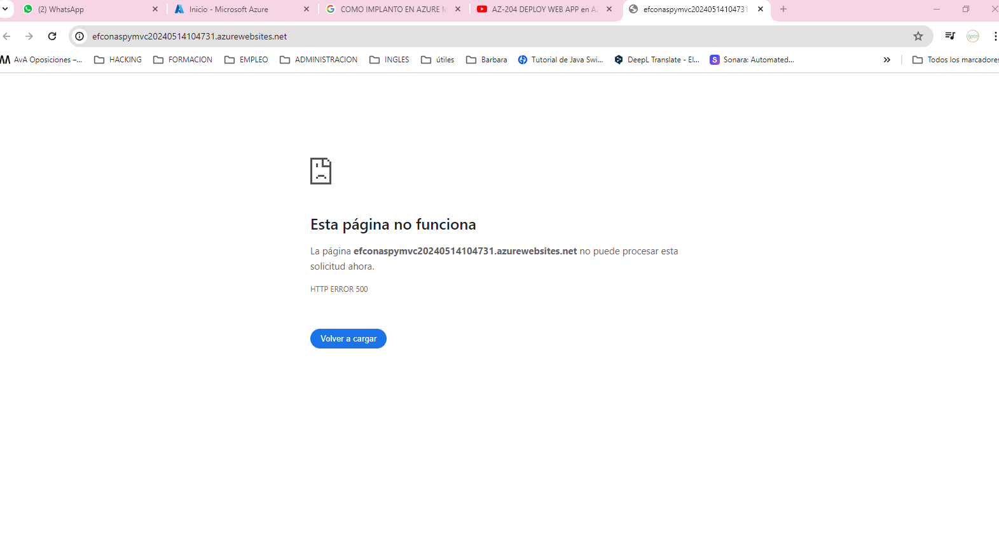 (2) WhatsApp
Inicio - Microsoft Azure
COMO IMPLANTO EN AZURE M
AZ-204 DEPLOY WEB APP en AZ
efconaspymvc20240514104731
efconaspymvc20240514104731.azurewebsites.net
AvA Oposiciones –...
HACKING
FORMACION
EMPLEO
ADMINISTRACION
INGLES
útiles
Barbara
Tutorial de Java Swi...
DeepL Translate - El...
S
Sonara: Automated...
Todos los marcadores
Esta página no funciona
La página efconaspymvc20240514104731.azurewebsites.net no puede procesar esta
solicitud ahora.
HTTP ERROR 500
Volver a cargar